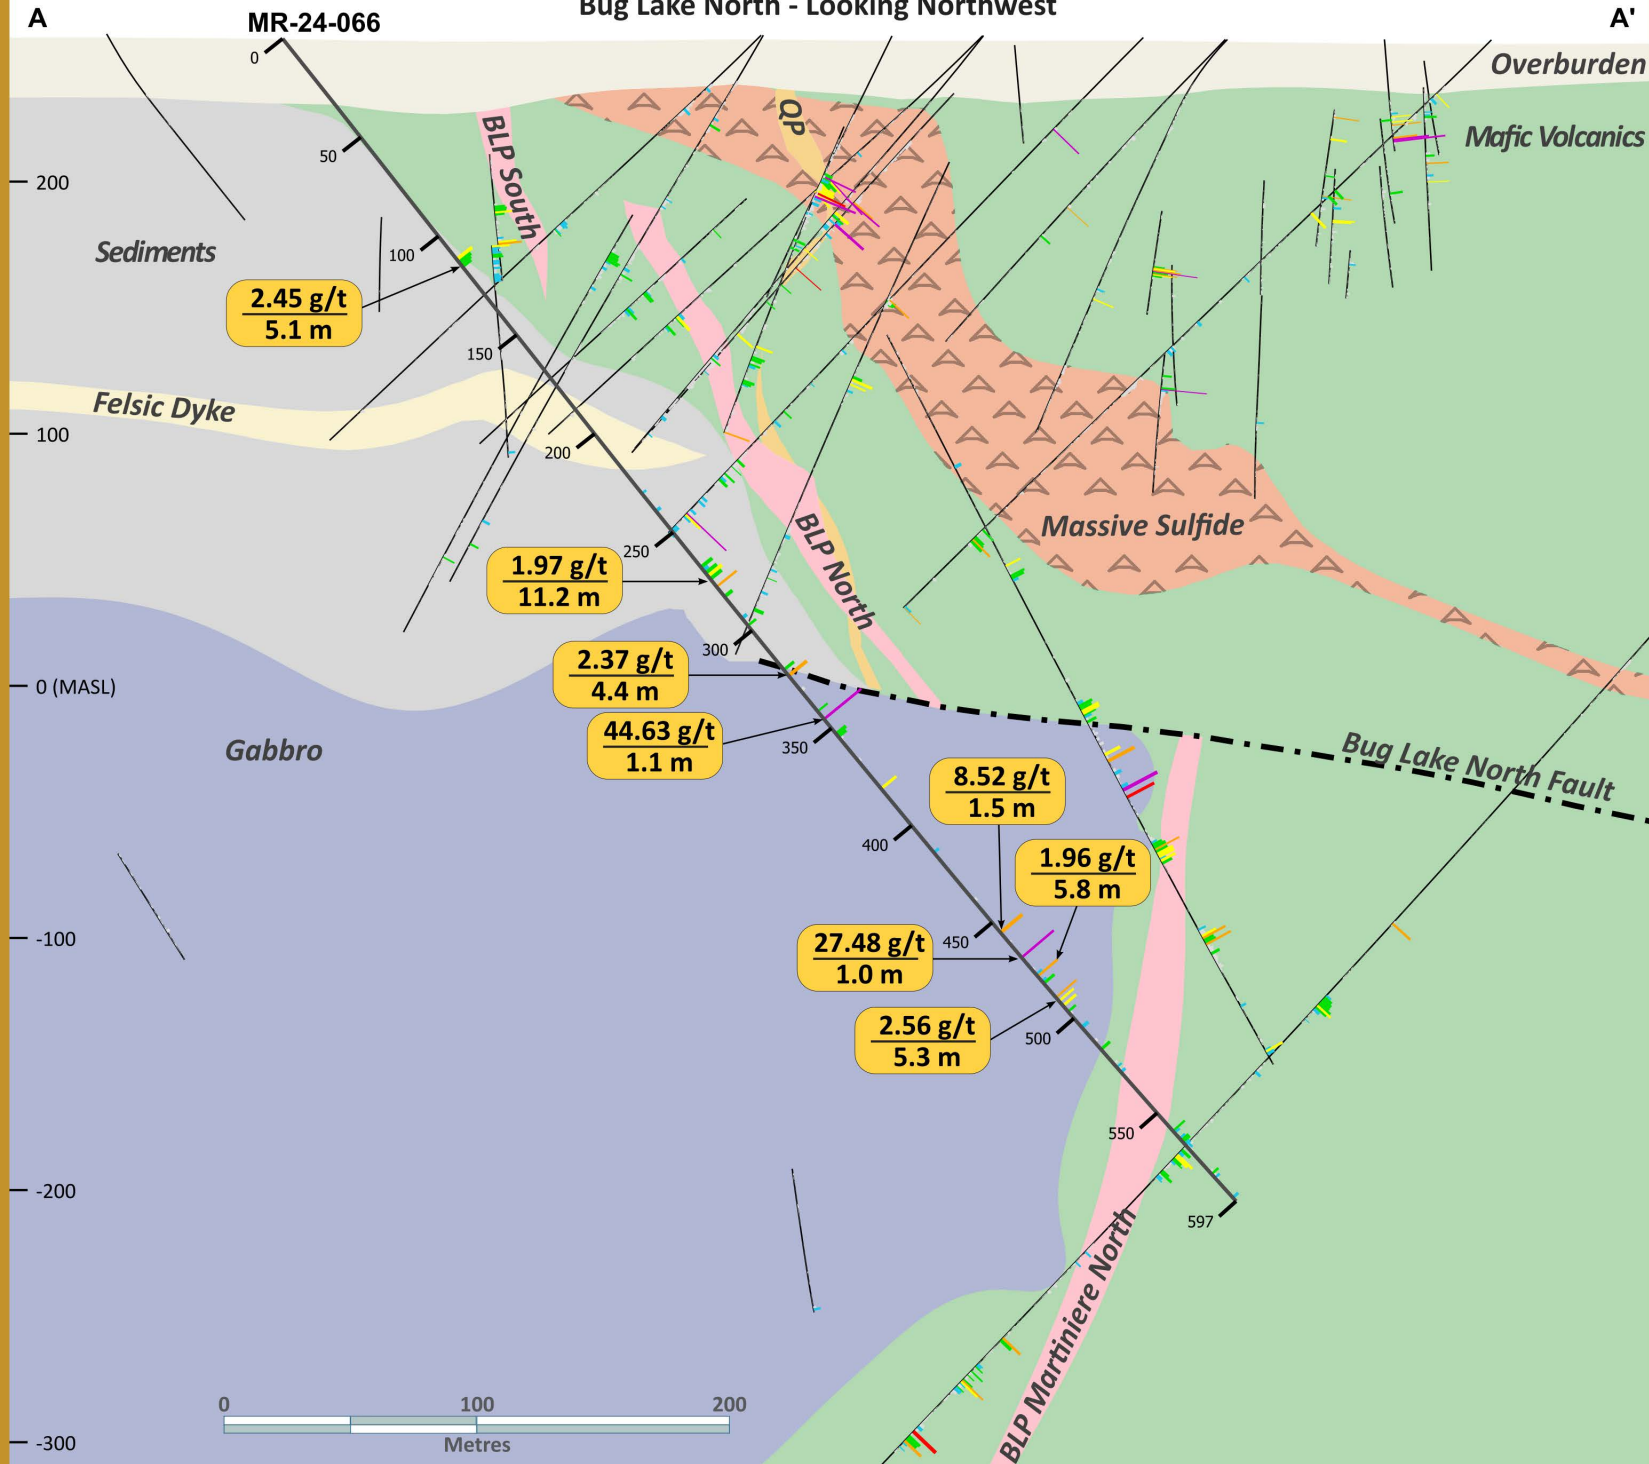 Bug Lake North - Looking Northwest
A
MR-24-066
A'
0
Overburden
QP
BLP South
Mafic Volcanics
50
200
Sediments
100
2.45 g/t
5.1 m
150
Felsic Dyke
100
200
BLP North
Massive Sulfide
250
1.97 g/t
11.2 m
300
2.37 g/t
4.4 m
0 (MASL)
44.63 g/t
1.1 m
350
Gabbro
Bug Lake North Fault
8.52 g/t
1.5 m
400
1.96 g/t
5.8 m
-100
450
27.48 g/t
1.0 m
2.56 g/t
5.3 m
500
550
-200
597
BLP Martiniere North
0
100
200
Metres
-300